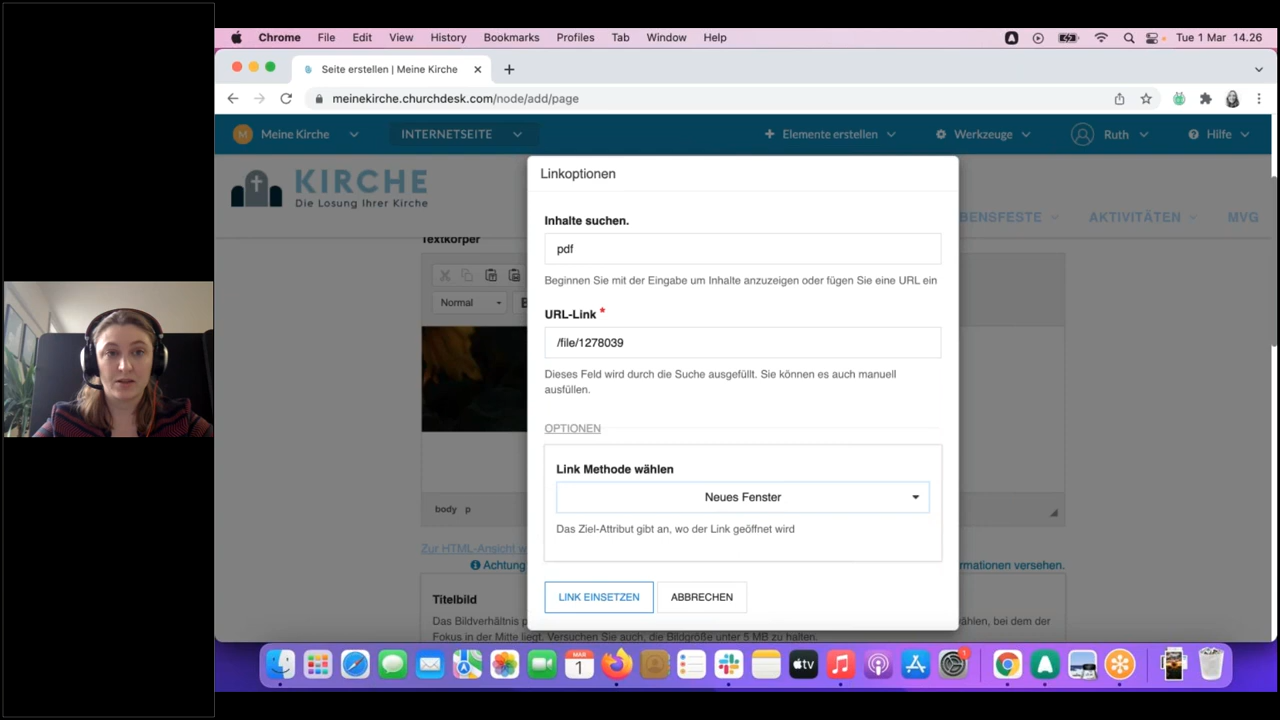 Chrome File Edit View History Bookmarks Profiles Tab Window Help Tue 1 Mar 14.26
Seite erstellen | Meine Kirche
meinekirche.churchdesk.com/node/add/page
M Meine Kirche INTERNETSEITE Elemente erstellen Werkzeuge Ruth Hilfe
KIRCHE
Die Losung Ihrer Kirche
BENSFESTE AKTIVITÄTEN MVG
Linkoptionen
Inhalte suchen.
pdf
Beginnen Sie mit der Eingabe um Inhalte anzuzeigen oder fügen Sie eine URL ein
URL-Link *
/file/1278039
Dieses Feld wird durch die Suche ausgefüllt. Sie können es auch manuell
ausfüllen.
OPTIONEN
Link Methode wählen
Neues Fenster
Das Ziel-Attribut gibt an, wo der Link geöffnet wird
LINK EINSETZEN ABBRECHEN
Textkörper
Normal B
body p
Zur HTML-Ansicht w
Achtung rmationen versehen.
Titelbild
Das Bildverhältnis p ählen, bei dem der
Fokus in der Mitte liegt. Versuchen Sie auch, die Bildgröße unter 5 MB zu halten.
MAR
1
tv
1